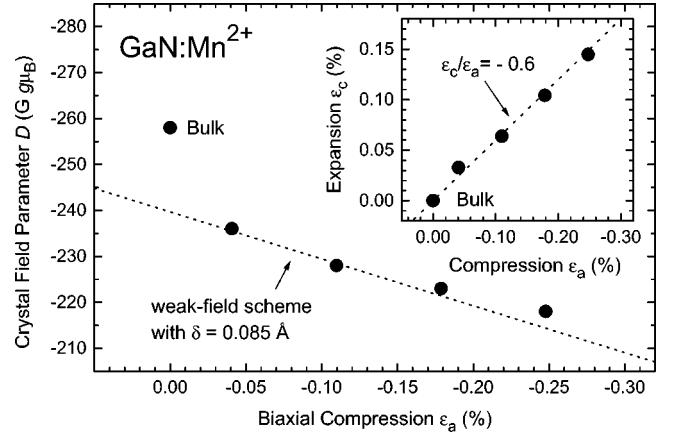 -280
-270
-260
-250
-240
-230
-220
-210
Crystal Field Parameter D (G gμB)
GaN:Mn2+
Bulk
weak-field scheme
with δ = 0.085 Å
0.00
-0.05
-0.10
-0.15
-0.20
-0.25
-0.30
Biaxial Compression εa (%)
0.15
0.10
0.05
0.00
Expansion εc (%)
εc/εa= - 0.6
Bulk
0.00
-0.10
-0.20
-0.30
Compression εa (%)